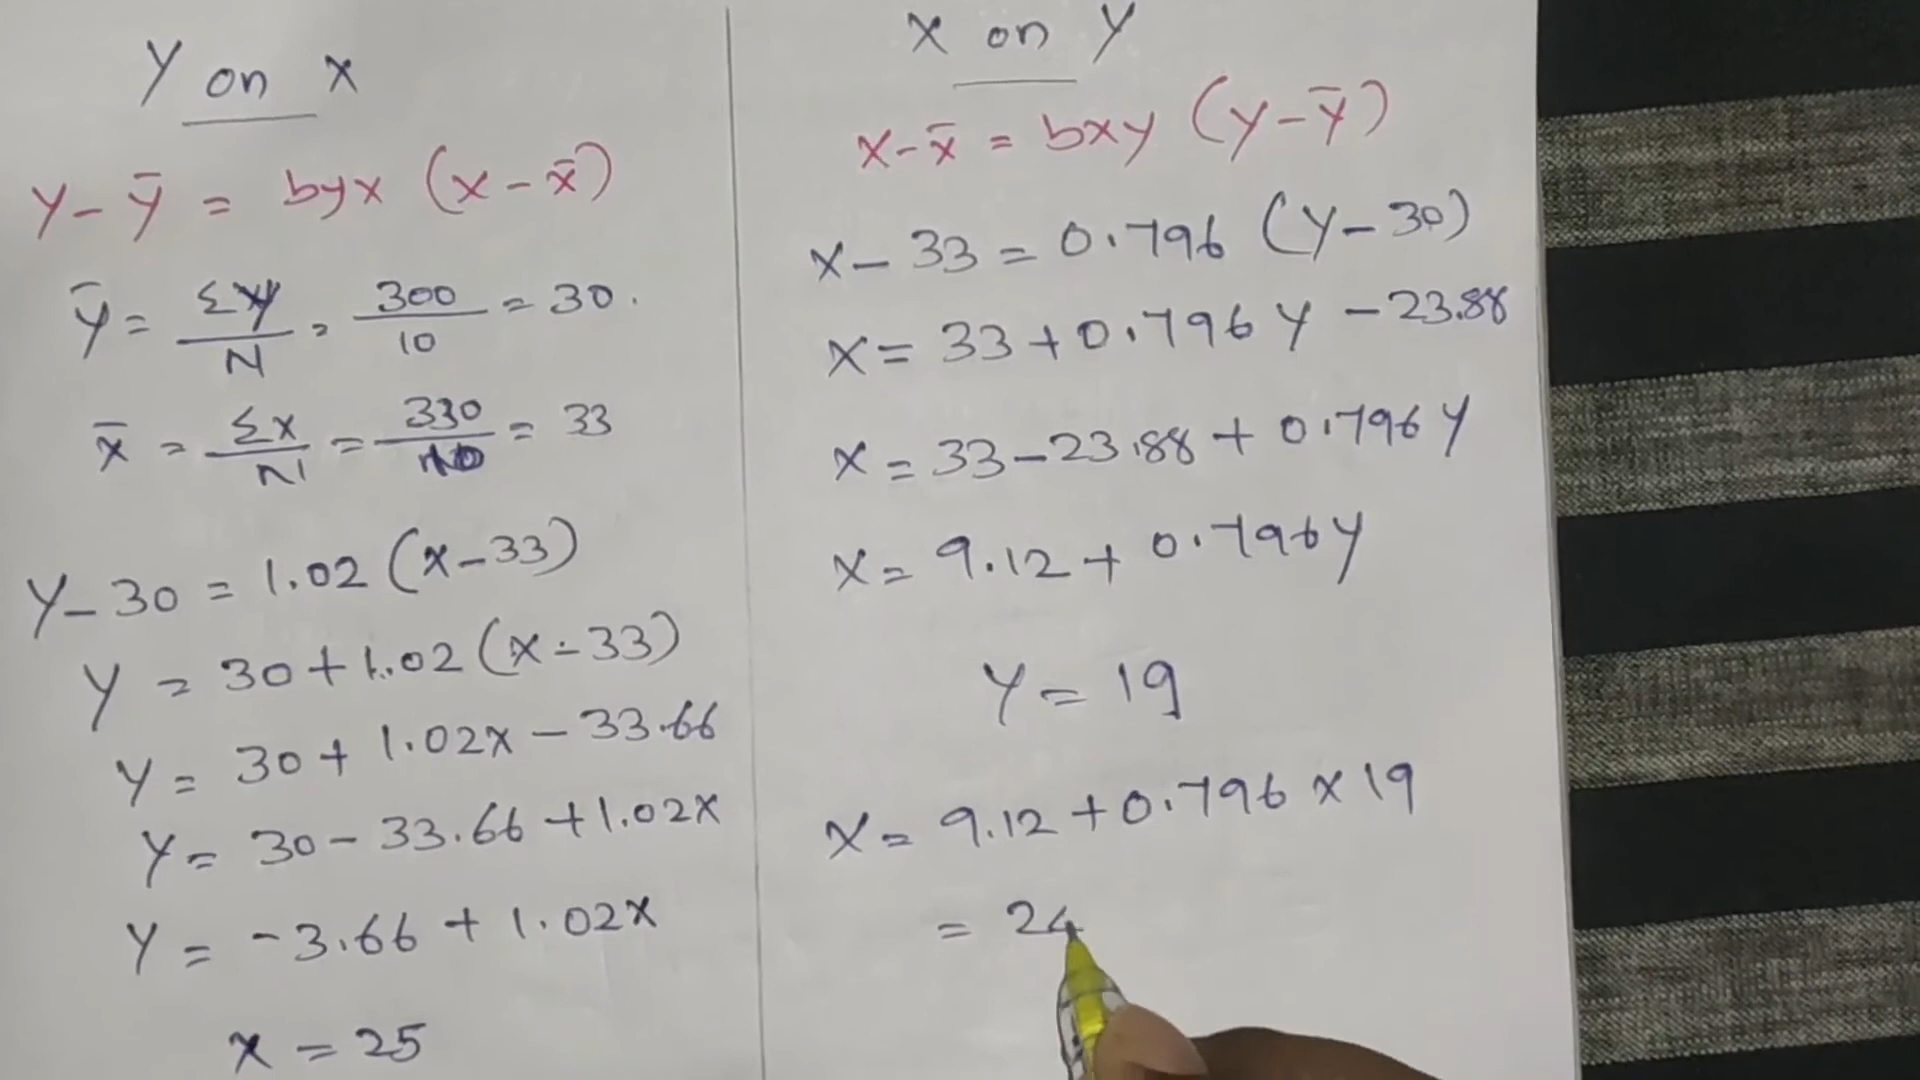 Y on x
Y - ȳ = byx (x - x̄)
ȳ = Σy/N = 300/10 = 30.
x̄ = Σx/N = 330/10 = 33
Y - 30 = 1.02 (x - 33)
Y = 30 + 1.02 (x - 33)
Y = 30 + 1.02x - 33.66
Y = 30 - 33.66 + 1.02x
Y = -3.66 + 1.02x
x = 25
x on y
x - x̄ = bxy (y - ȳ)
x - 33 = 0.796 (y - 30)
x = 33 + 0.796 y - 23.88
x = 33 - 23.88 + 0.796 y
x = 9.12 + 0.796y
y = 19
x = 9.12 + 0.796 x 19
= 24